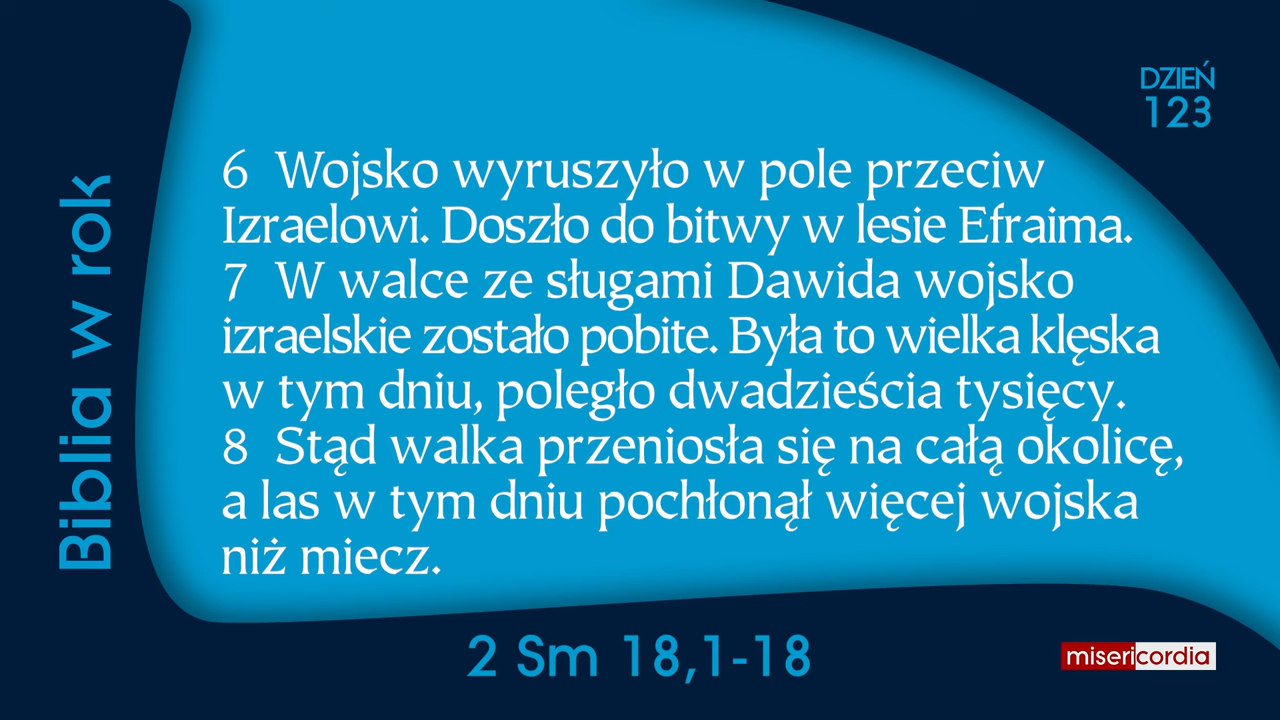 DZIEŃ
123
Biblia w rok
6 Wojsko wyruszyło w pole przeciw
Izraelowi. Doszło do bitwy w lesie Efraima.
7 W walce ze sługami Dawida wojsko
izraelskie zostało pobite. Była to wielka klęska
w tym dniu, poległo dwadzieścia tysięcy.
8 Stąd walka przeniosła się na całą okolicę,
a las w tym dniu pochłonął więcej wojska
niż miecz.
2 Sm 18,1-18
misericordia